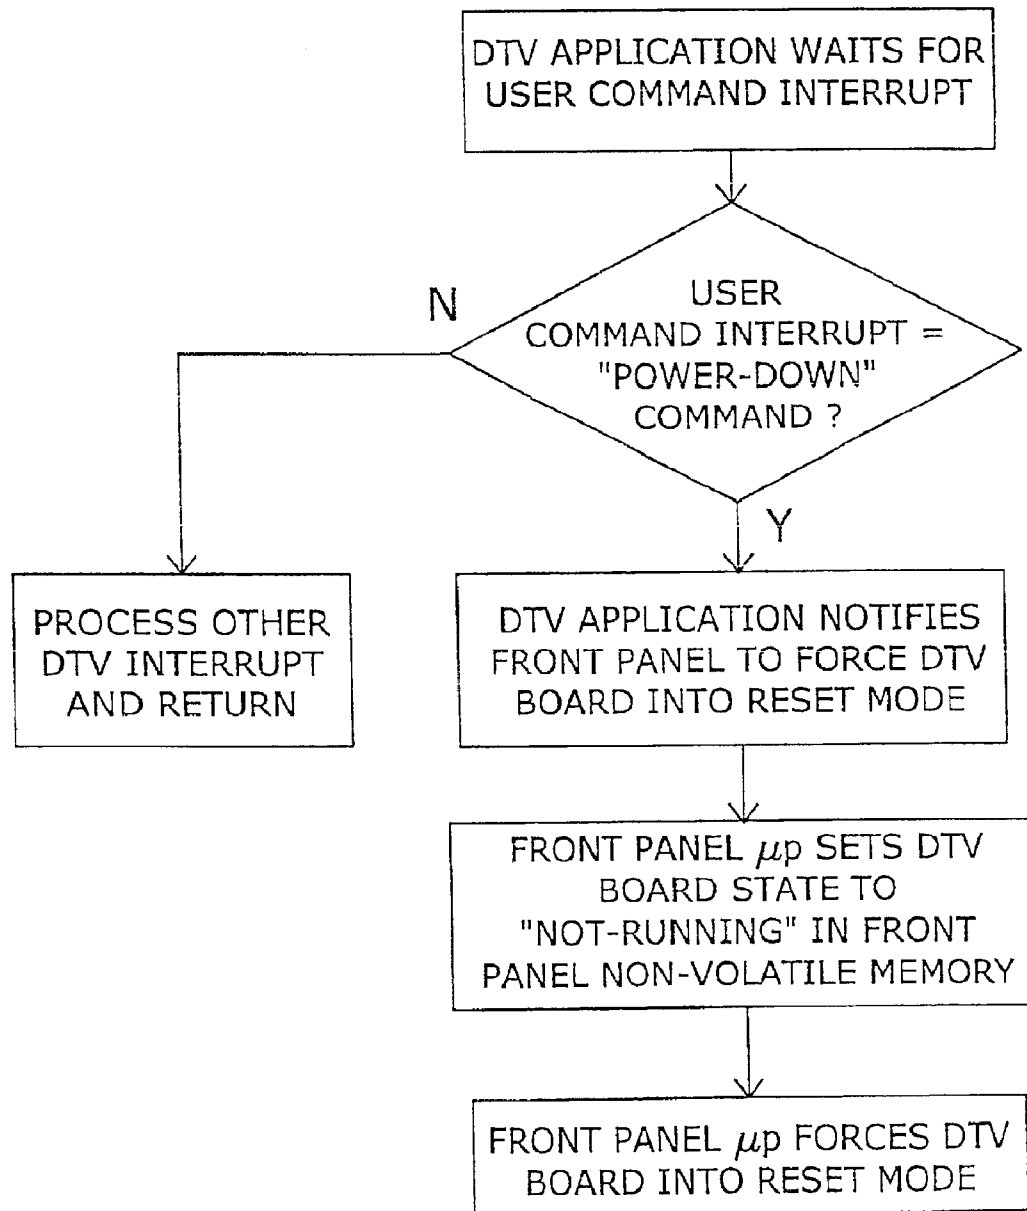 DTV APPLICATION WAITS FOR
USER COMMAND INTERRUPT
N
USER
COMMAND INTERRUPT =
"POWER-DOWN"
COMMAND ?
Y
PROCESS OTHER
DTV INTERRUPT
AND RETURN
DTV APPLICATION NOTIFIES
FRONT PANEL TO FORCE DTV
BOARD INTO RESET MODE
FRONT PANEL μp SETS DTV
BOARD STATE TO
"NOT-RUNNING" IN FRONT
PANEL NON-VOLATILE MEMORY
FRONT PANEL μp FORCES DTV
BOARD INTO RESET MODE